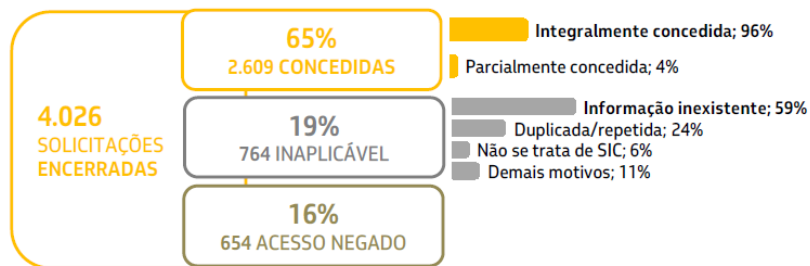 4.026
SOLICITAÇÕES
ENCERRADAS
65%
2.609 CONCEDIDAS
Integralmente concedida; 96%
Parcialmente concedida; 4%
19%
764 INAPLICÁVEL
Informação inexistente; 59%
Duplicada/repetida; 24%
Não se trata de SIC; 6%
Demais motivos; 11%
16%
654 ACESSO NEGADO